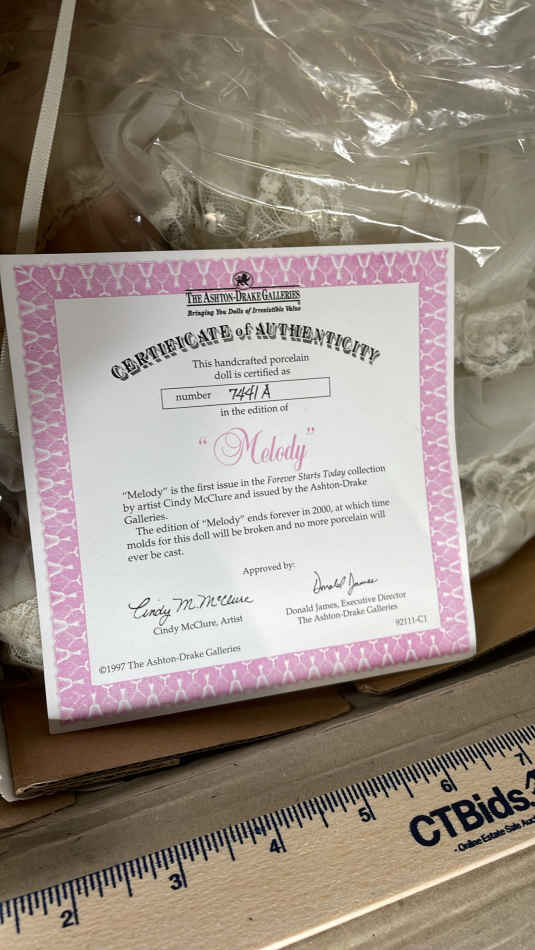 THE ASHTON-DRAKE GALLERIES
Bringing You Dolls of Irresistible Value
CERTIFICATE of AUTHENTICITY
This handcrafted porcelain
doll is certified as
number 7441 A
in the edition of
“Melody”
“Melody” is the first issue in the Forever Starts Today collection
by artist Cindy McClure and issued by the Ashton-Drake
Galleries.
The edition of “Melody” ends forever in 2000, at which time
molds for this doll will be broken and no more porcelain will
ever be cast.
Approved by:
Cindy M. McClure
Donald James
Cindy McClure, Artist
Donald James, Executive Director
The Ashton-Drake Galleries
92111-C1
©1997 The Ashton-Drake Galleries
2 3 4 5 6 7
CTBids
- Online Estate Sale